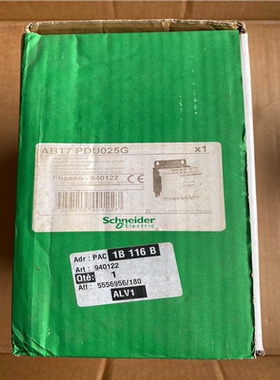 ABT7 PDU025G x1
Phaseo - 940122
CE
Schneider
Electric
Adr : PAC 1B 116 B
Art : 940122
Qté: 1
Aff : 5556956/180
ALV1